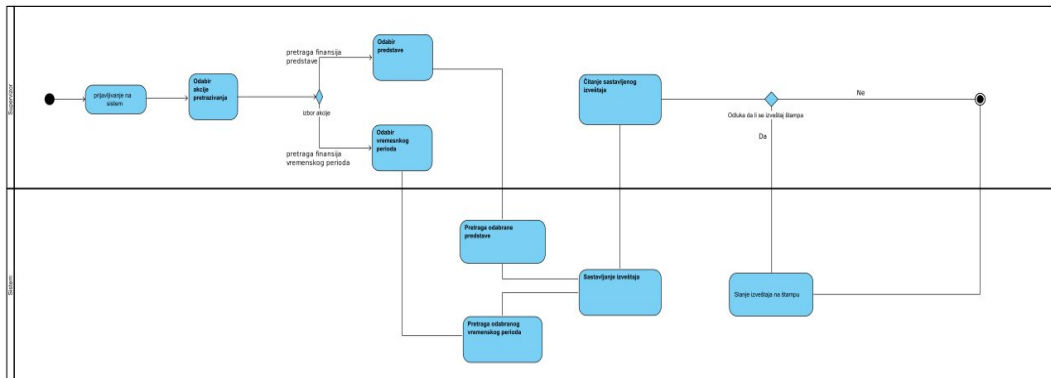 Supervizor
prijavljivanje na
sistem
Odabir
akcije
pretrazivanja
izbor akcije
pretraga finansija
predstave
pretraga finansija
vremenskog perioda
Odabir
predstave
Odabir
vremesnkog
perioda
Čitanje sastavljenog
izveštaja
Odluka da li se izveštaj štampa
Ne
Da
Sistem
Pretraga odabrane
predstave
Pretraga odabranog
vremenskog perioda
Sastavljanje izveštaja
Slanje izveštaja na štampu